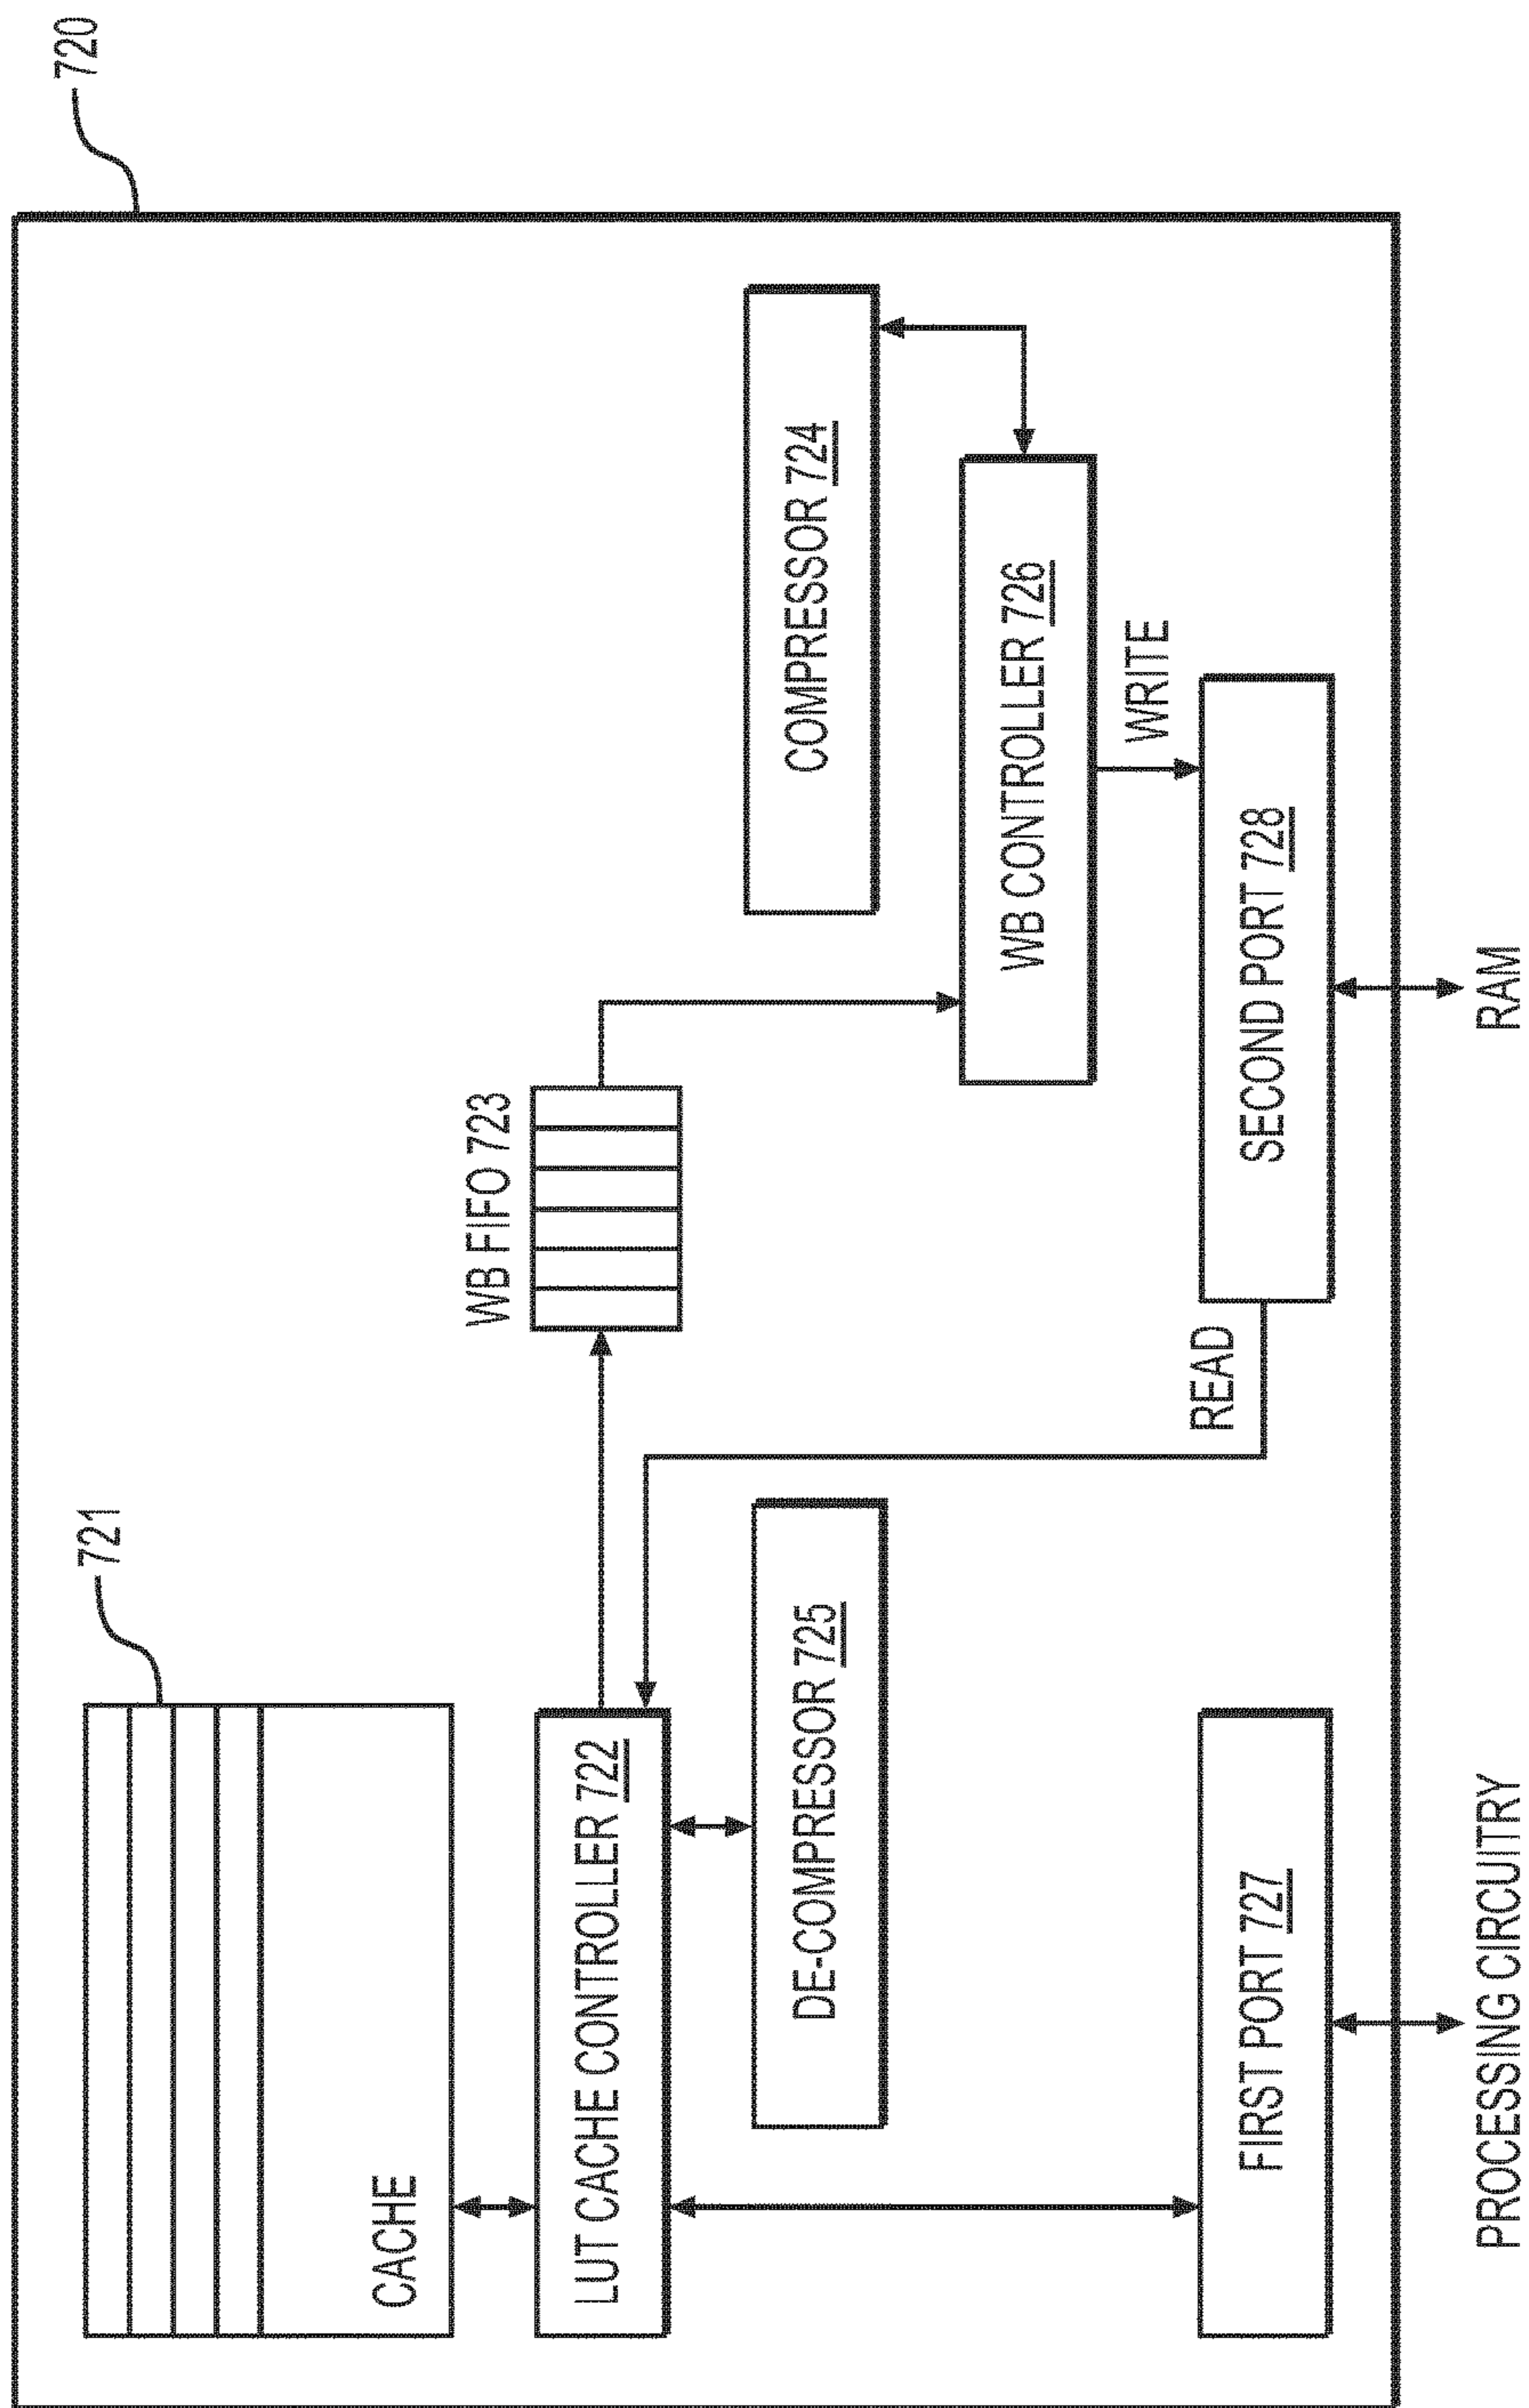 720
721
CACHE
LUT CACHE CONTROLLER 722
WB FIFO 723
DE-COMPRESSOR 725
COMPRESSOR 724
WB CONTROLLER 726
READ
WRITE
FIRST PORT 727
SECOND PORT 728
PROCESSING CIRCUITRY
RAM